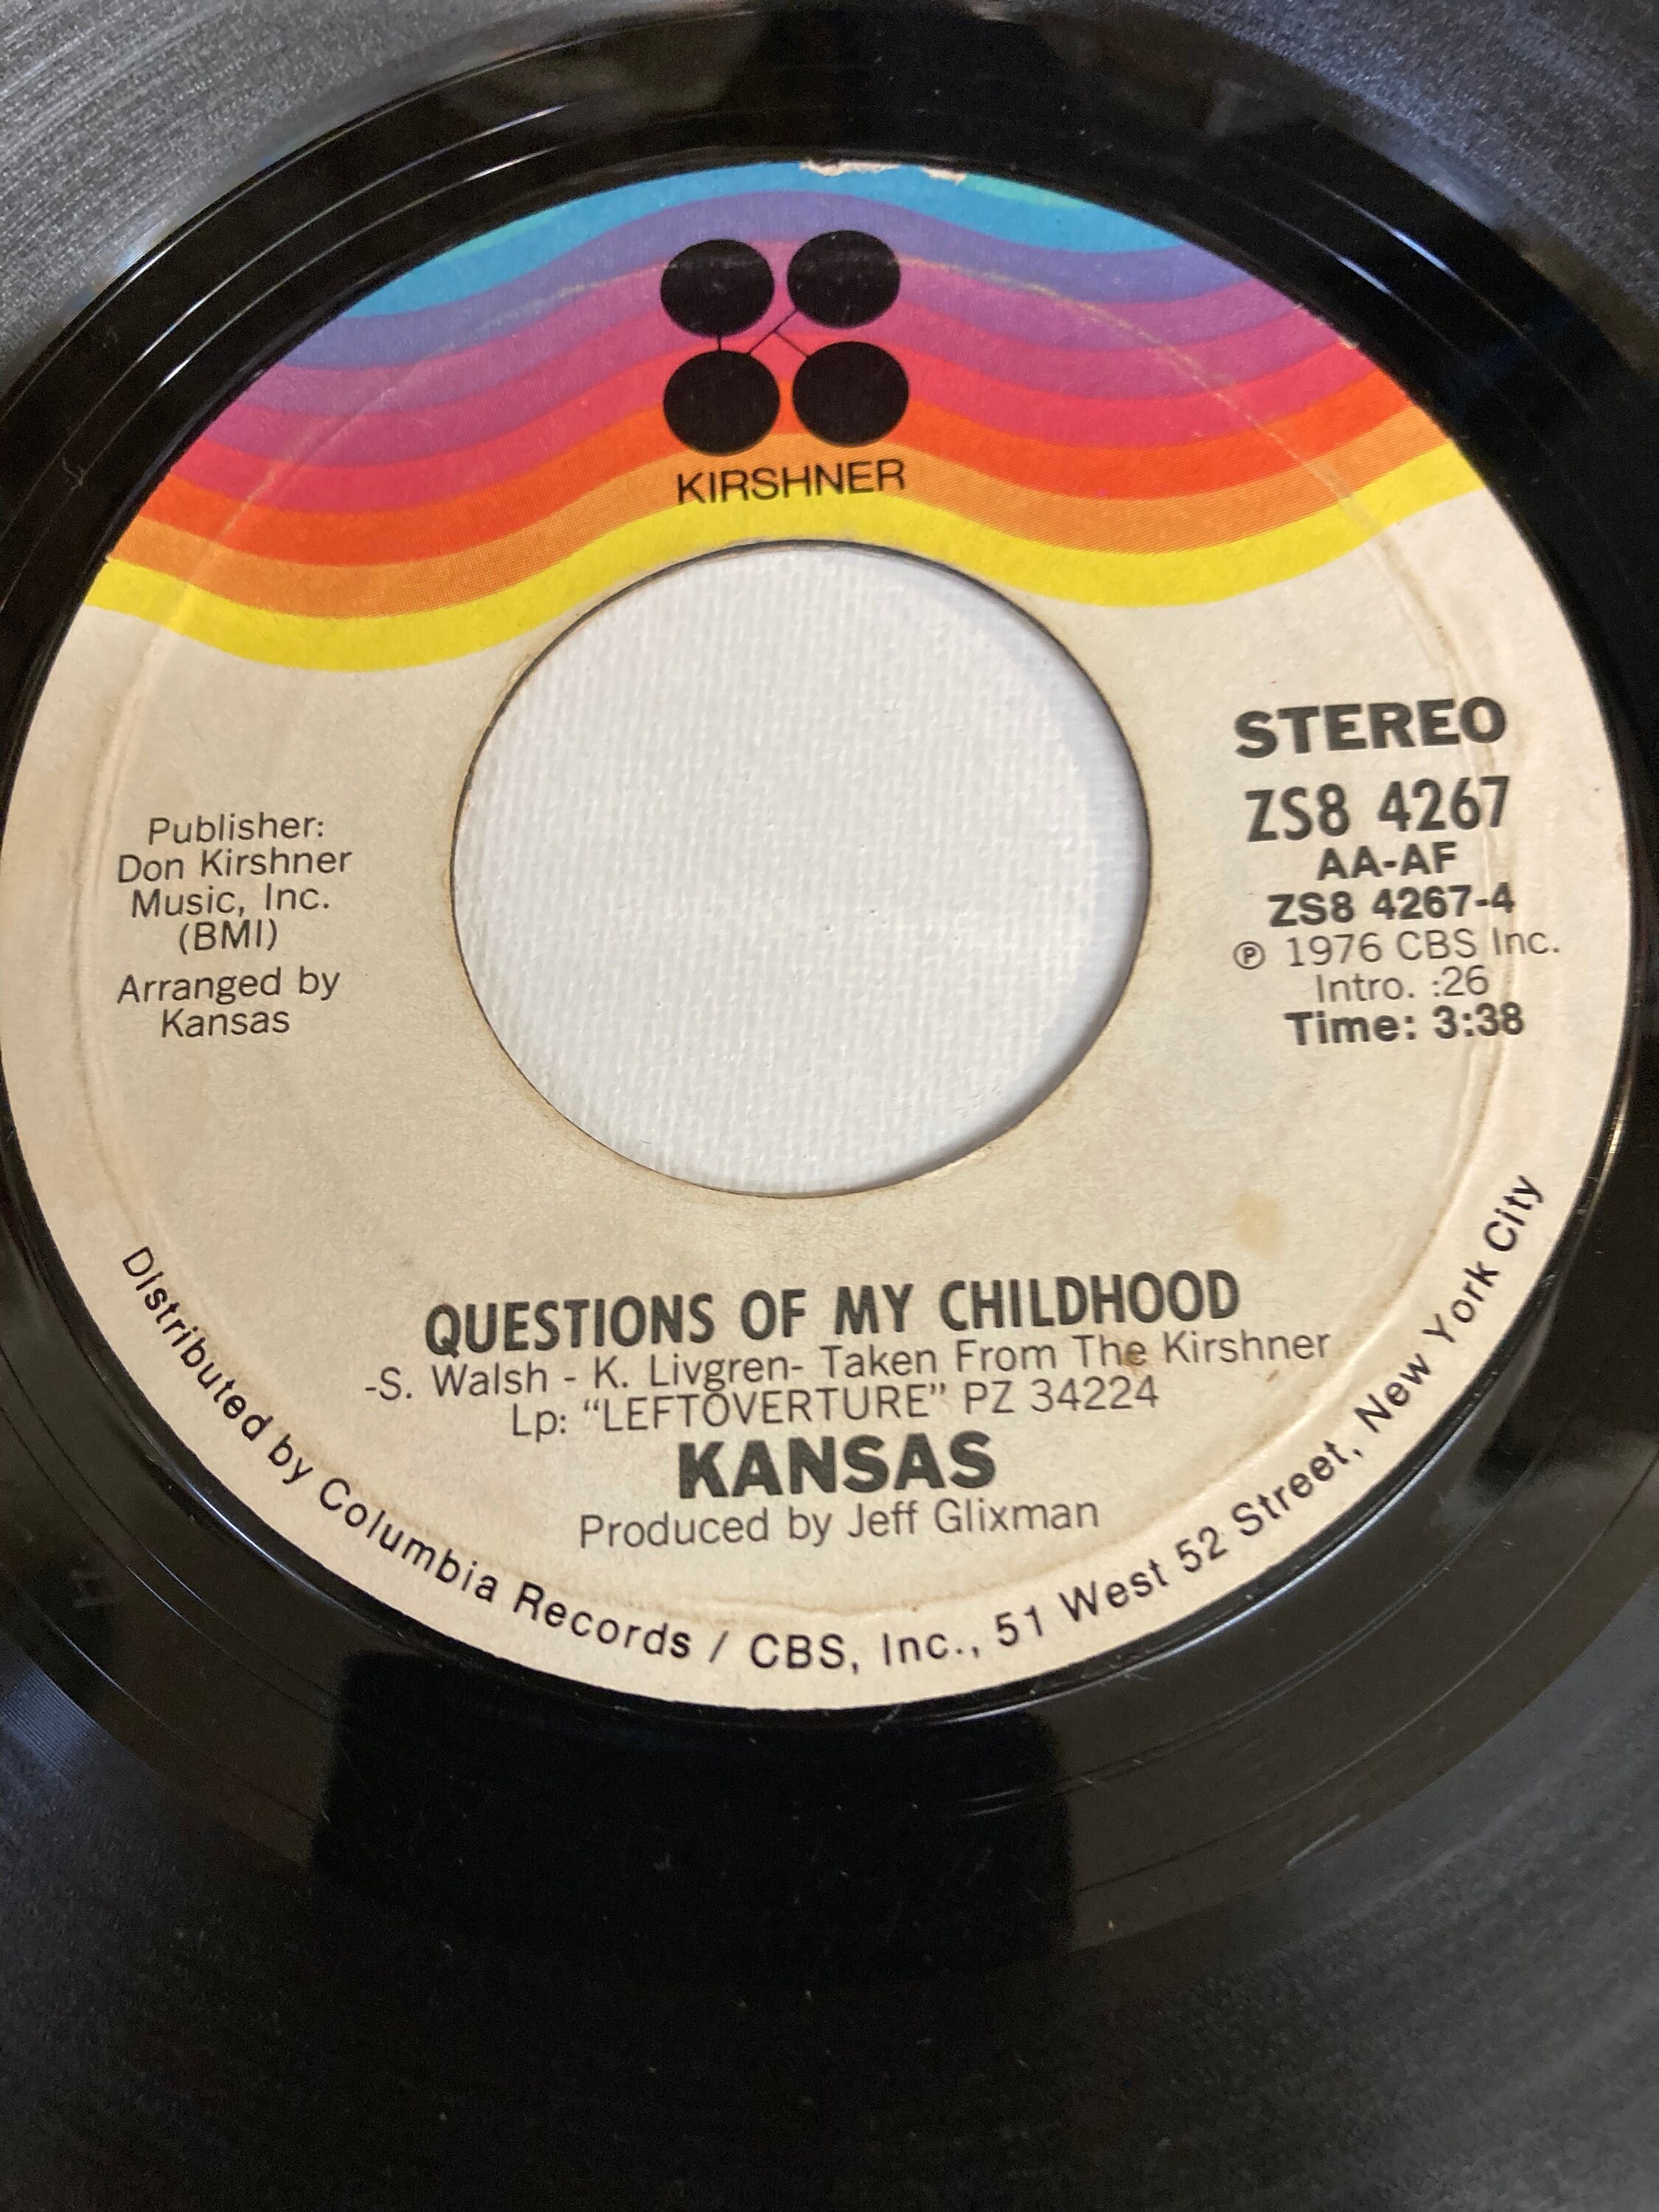 KIRSHNER
Publisher:
Don Kirshner
Music, Inc.
(BMI)
Arranged by
Kansas
STEREO
ZS8 4267
AA-AF
ZS8 4267-4
℗ 1976 CBS Inc.
Intro. :26
Time: 3:38
QUESTIONS OF MY CHILDHOOD
-S. Walsh - K. Livgren- Taken From The Kirshner
Lp: “LEFTOVERTURE” PZ 34224
KANSAS
Produced by Jeff Glixman
Distributed by Columbia Records / CBS, Inc., 51 West 52 Street, New York City